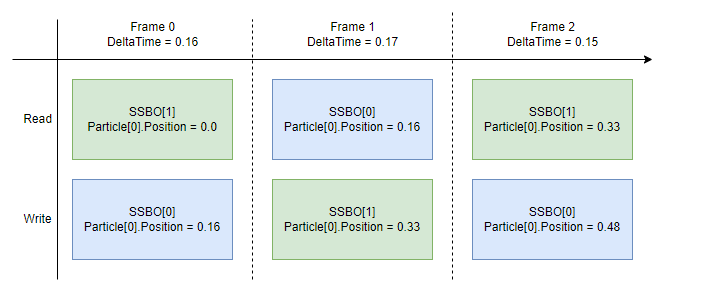 Frame 0
DeltaTime = 0.16
Frame 1
DeltaTime = 0.17
Frame 2
DeltaTime = 0.15
Read
SSBO[1]
Particle[0].Position = 0.0
SSBO[0]
Particle[0].Position = 0.16
SSBO[1]
Particle[0].Position = 0.33
Write
SSBO[0]
Particle[0].Position = 0.16
SSBO[1]
Particle[0].Position = 0.33
SSBO[0]
Particle[0].Position = 0.48